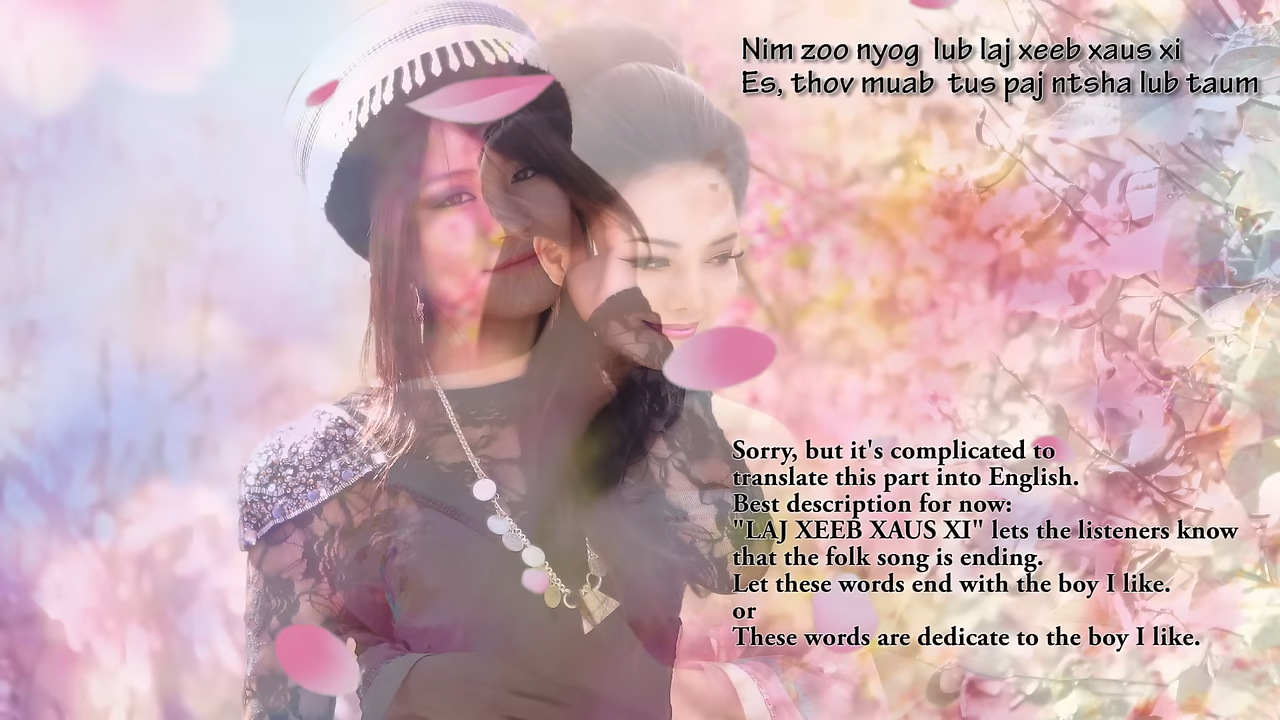 Nim zoo nyog lub laj xeeb xaus xi
Es, thov muab tus paj ntsha lub taum
Sorry, but it's complicated to
translate this part into English.
Best description for now:
"LAJ XEEB XAUS XI" lets the listeners know
that the folk song is ending.
Let these words end with the boy I like.
or
These words are dedicate to the boy I like.